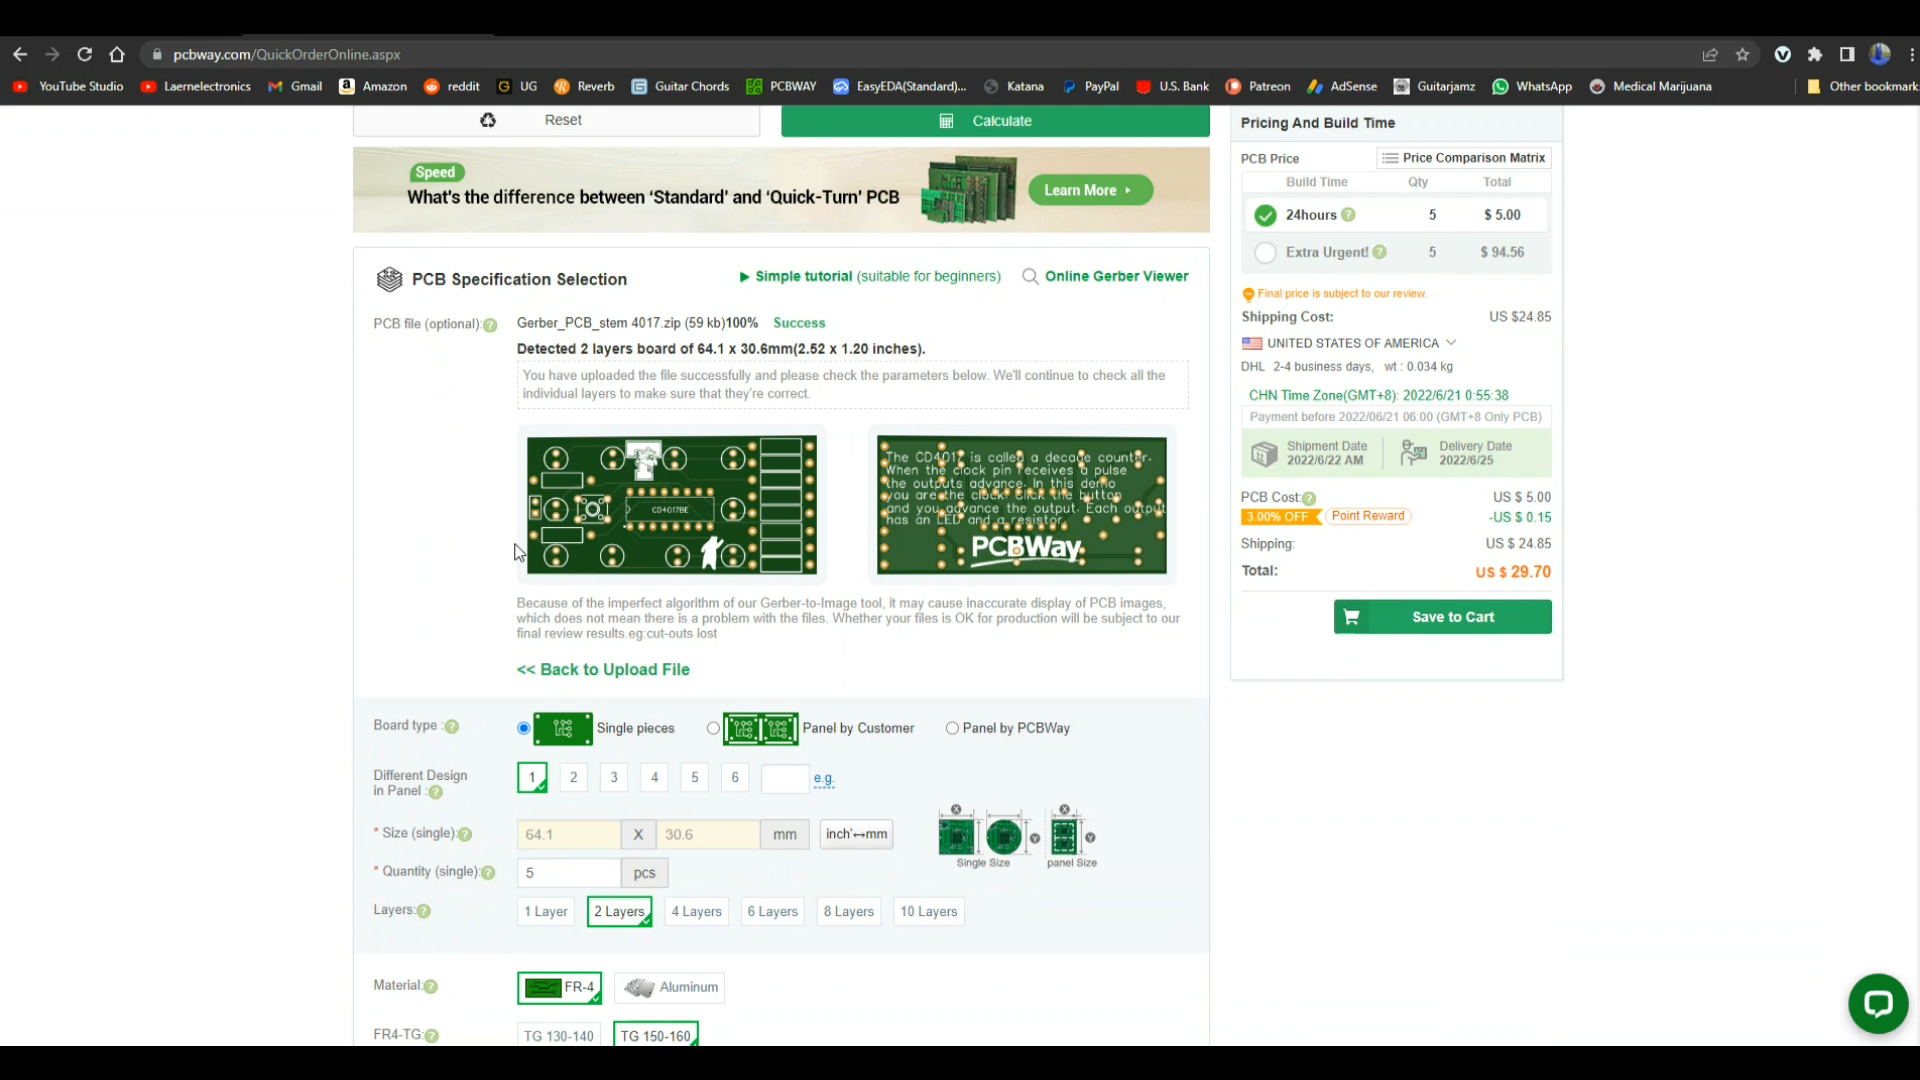 pcbway.com/QuickOrderOnline.aspx
YouTube Studio Laernelectronics Gmail Amazon reddit UG Reverb Guitar Chords PCBWAY EasyEDA(Standard)... Katana PayPal U.S. Bank Patreon AdSense Guitarjamz WhatsApp Medical Marijuana Other bookmark
Reset
Calculate
Speed
What's the difference between ‘Standard’ and ‘Quick-Turn’ PCB
Learn More
PCB Specification Selection
Simple tutorial (suitable for beginners)
Online Gerber Viewer
PCB file (optional):
Gerber_PCB_stem 4017.zip (59 kb)100% Success
Detected 2 layers board of 64.1 x 30.6mm(2.52 x 1.20 inches).
You have uploaded the file successfully and please check the parameters below. We'll continue to check all the
individual layers to make sure that they're correct.
CD4017BE
The CD4017 is called a decade counter.
When the clock pin receives a pulse
the outputs advance. In this demo
you are the clock. Click the button
and you advance the output. Each output
has an LED and a resistor.
PCBWay
Because of the imperfect algorithm of our Gerber-to-Image tool, it may cause inaccurate display of PCB images,
which does not mean there is a problem with the files. Whether your files is OK for production will be subject to our
final review results.eg:cut-outs lost
<< Back to Upload File
Board type :
Single pieces
Panel by Customer
Panel by PCBWay
Different Design
in Panel :
1 2 3 4 5 6 e.g.
* Size (single):
64.1 X 30.6 mm inch'↔mm
X X
Y Y
Single Size panel Size
* Quantity (single):
5 pcs
Layers:
1 Layer 2 Layers 4 Layers 6 Layers 8 Layers 10 Layers
Material:
FR-4 Aluminum
FR4-TG:
TG 130-140 TG 150-160
Pricing And Build Time
PCB Price
Price Comparison Matrix
Build Time Qty Total
24hours 5 $ 5.00
Extra Urgent! 5 $ 94.56
Final price is subject to our review.
Shipping Cost: US $24.85
UNITED STATES OF AMERICA
DHL 2-4 business days, wt : 0.034 kg
CHN Time Zone(GMT+8): 2022/6/21 0:55:38
Payment before 2022/06/21 06:00 (GMT+8 Only PCB)
Shipment Date
2022/6/22 AM
Delivery Date
2022/6/25
PCB Cost: US $ 5.00
3.00% OFF Point Reward -US $ 0.15
Shipping: US $ 24.85
Total: US $ 29.70
Save to Cart